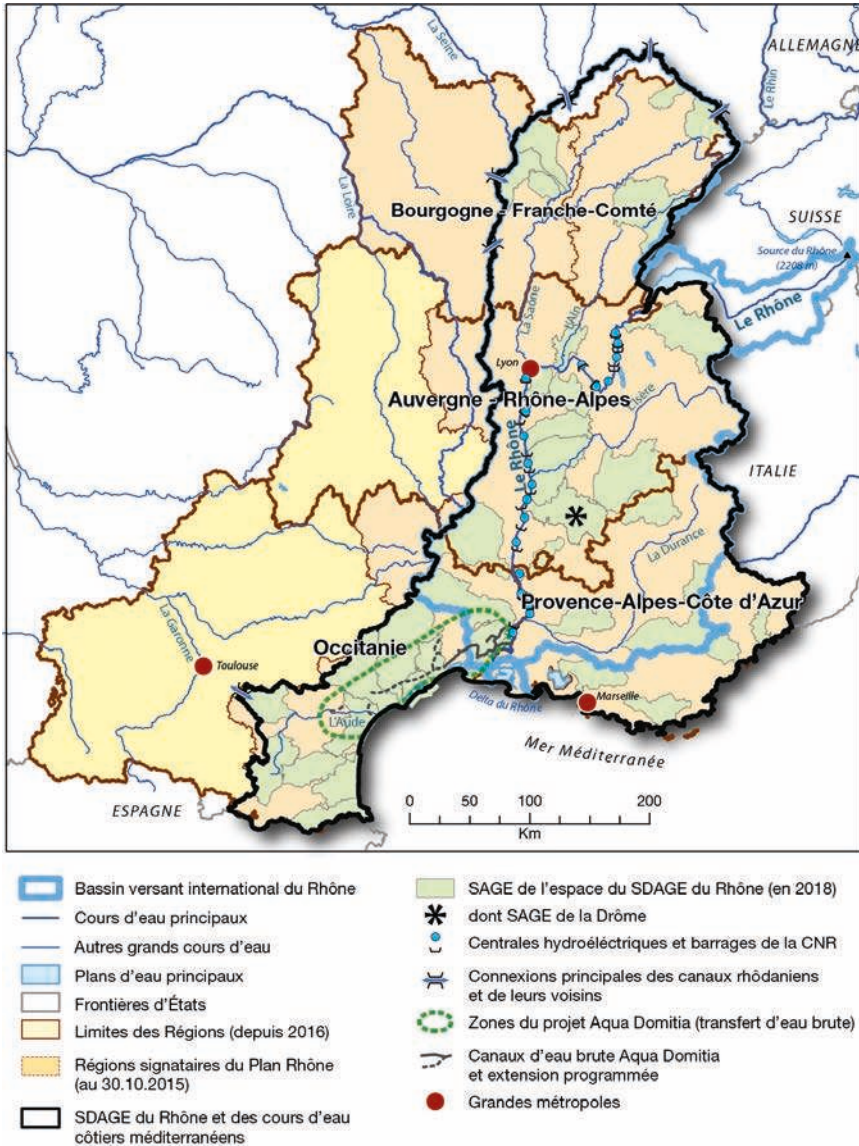 La Seine
ALLEMAGNE
Le Rhin
La Loire
Bourgogne - Franche-Comté
SUISSE
Source du Rhône
(2208 m)
Le Rhône
La Saône
L'Ain
Lyon
Auvergne - Rhône-Alpes
L'Isère
Le Rhône
ITALIE
La Durance
Provence-Alpes-Côte d'Azur
Occitanie
La Garonne
Toulouse
Marseille
Delta du Rhône
L'Aude
Mer Méditerranée
ESPAGNE
0 50 100 200
Km
Bassin versant international du Rhône
Cours d'eau principaux
Autres grands cours d'eau
Plans d'eau principaux
Frontières d'États
Limites des Régions (depuis 2016)
Régions signataires du Plan Rhône
(au 30.10.2015)
SDAGE du Rhône et des cours d'eau
côtiers méditerranéens
SAGE de l'espace du SDAGE du Rhône (en 2018)
dont SAGE de la Drôme
Centrales hydroéléctriques et barrages de la CNR
Connexions principales des canaux rhôdaniens
et de leurs voisins
Zones du projet Aqua Domitia (transfert d'eau brute)
Canaux d'eau brute Aqua Domitia
et extension programmée
Grandes métropoles